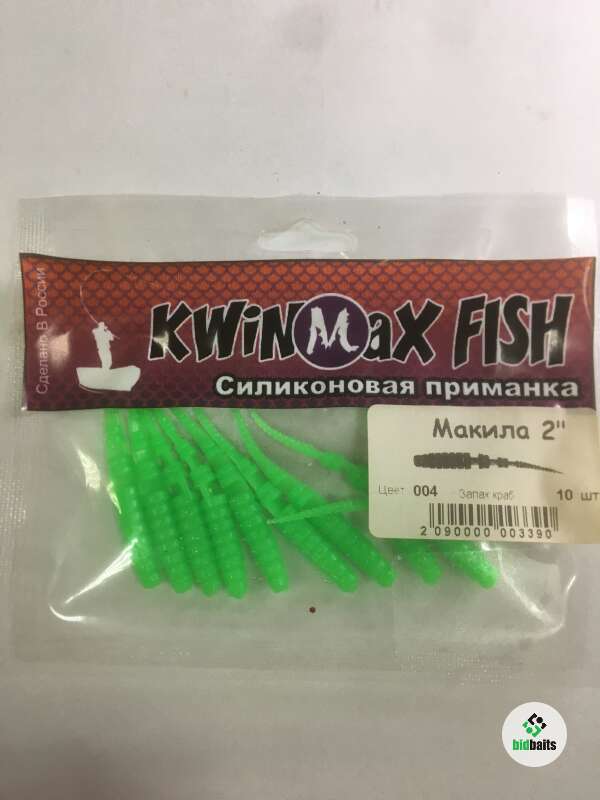 Сделано В России
KWiNMaX FISH
Силиконовая приманка
Макила 2"
Цвет 004 Запах краб 10 шт
2 090000 003390
bidbaits